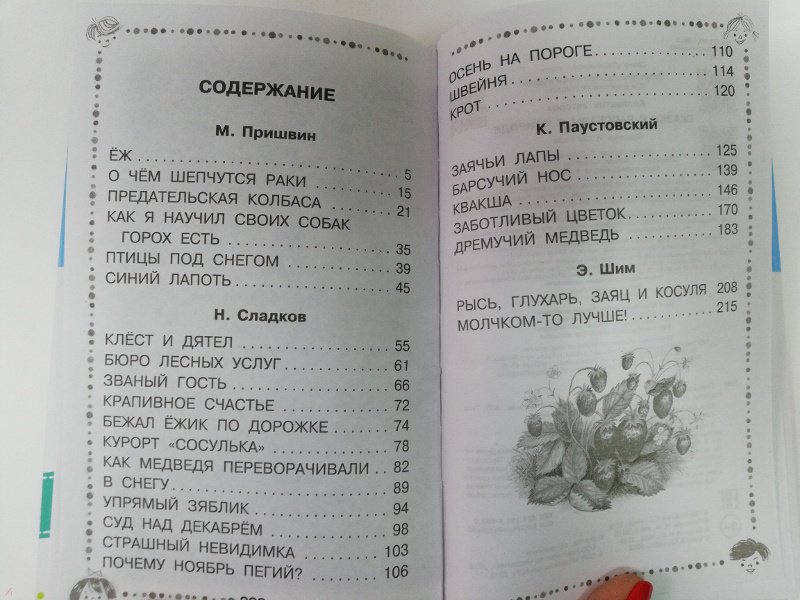 СОДЕРЖАНИЕ
М. Пришвин
ЁЖ 5
О ЧЁМ ШЕПЧУТСЯ РАКИ 15
ПРЕДАТЕЛЬСКАЯ КОЛБАСА 21
КАК Я НАУЧИЛ СВОИХ СОБАК
ГОРОХ ЕСТЬ 35
ПТИЦЫ ПОД СНЕГОМ 39
СИНИЙ ЛАПОТЬ 45
Н. Сладков
КЛЁСТ И ДЯТЕЛ 55
БЮРО ЛЕСНЫХ УСЛУГ 61
ЗВАНЫЙ ГОСТЬ 66
КРАПИВНОЕ СЧАСТЬЕ 72
БЕЖАЛ ЁЖИК ПО ДОРОЖКЕ 74
КУРОРТ «СОСУЛЬКА» 78
КАК МЕДВЕДЯ ПЕРЕВОРАЧИВАЛИ 82
В СНЕГУ 89
УПРЯМЫЙ ЗЯБЛИК 94
СУД НАД ДЕКАБРЁМ 98
СТРАШНЫЙ НЕВИДИМКА 103
ПОЧЕМУ НОЯБРЬ ПЕГИЙ? 106
ОСЕНЬ НА ПОРОГЕ 110
ШВЕЙНЯ 114
КРОТ 120
К. Паустовский
ЗАЯЧЬИ ЛАПЫ 125
БАРСУЧИЙ НОС 139
КВАКША 146
ЗАБОТЛИВЫЙ ЦВЕТОК 170
ДРЕМУЧИЙ МЕДВЕДЬ 183
Э. Шим
РЫСЬ, ГЛУХАРЬ, ЗАЯЦ И КОСУЛЯ 208
МОЛЧКОМ-ТО ЛУЧШЕ! 215